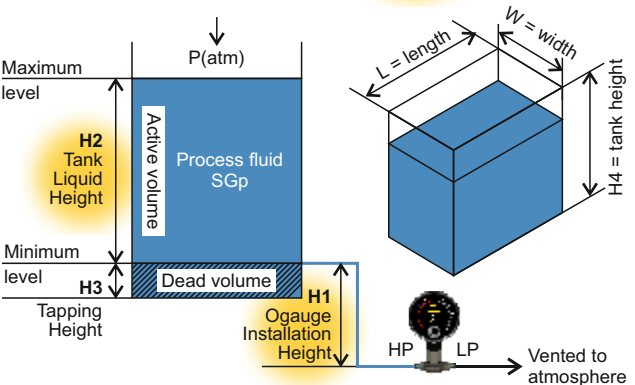 P(atm)
Maximum
level
H2
Tank
Liquid
Height
Active volume
Process fluid
SGp
Minimum
level
H3
Tapping
Height
Dead volume
H1
Ogauge
Installation
Height
HP
LP
Vented to
atmosphere
L = length
W = width
H4 = tank height